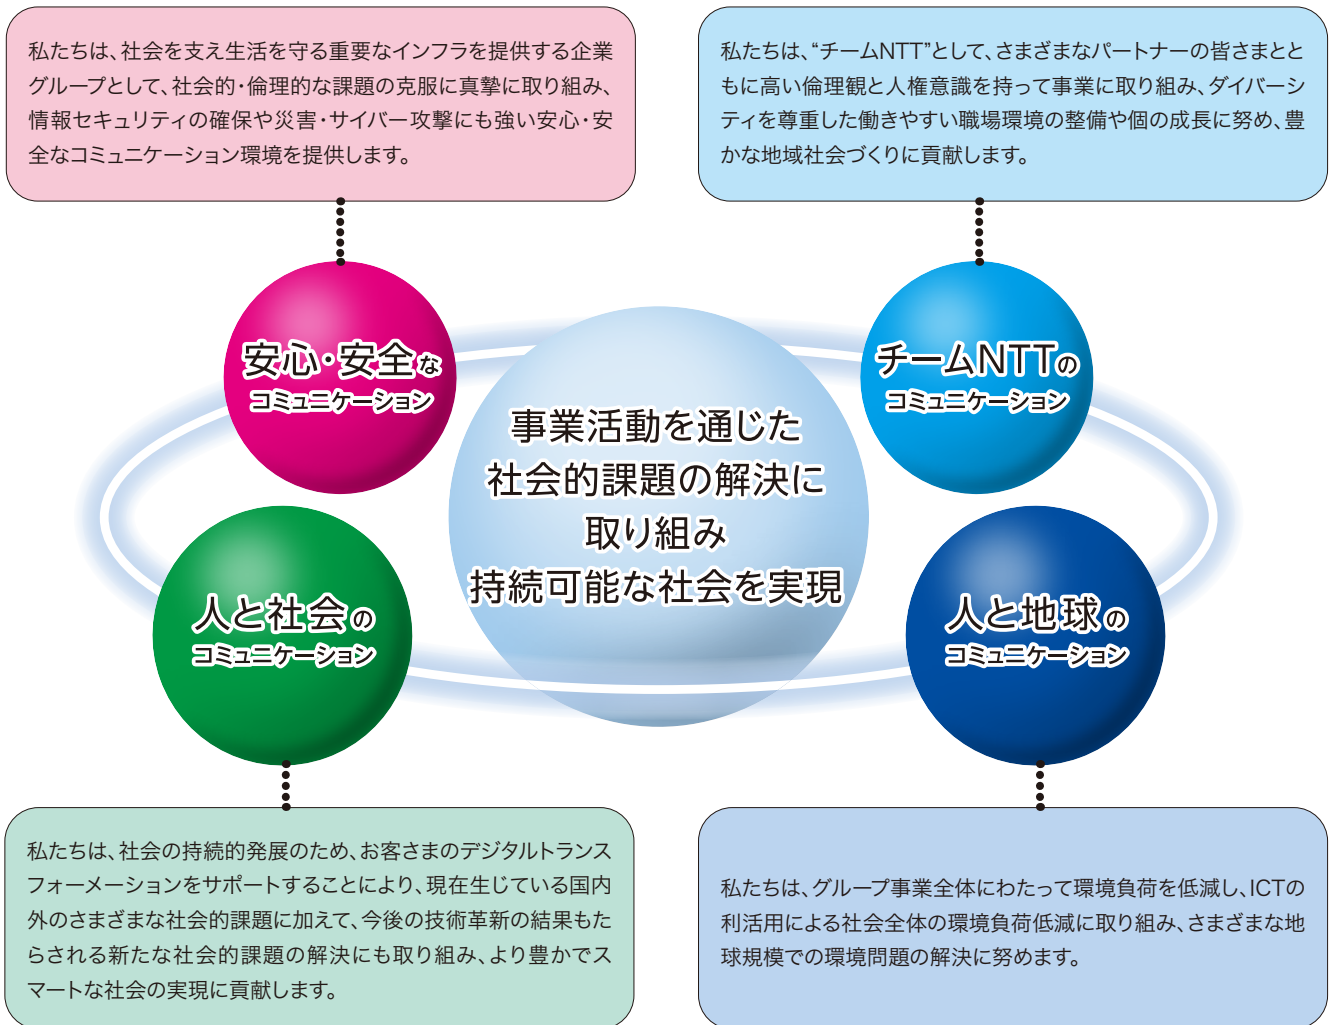 私たちは、社会を支え生活を守る重要なインフラを提供する企業
グループとして、社会的・倫理的な課題の克服に真摯に取り組み、
情報セキュリティの確保や災害・サイバー攻撃にも強い安心・安
全なコミュニケーション環境を提供します。
私たちは、“チームNTT”として、さまざまなパートナーの皆さまとと
もに高い倫理観と人権意識を持って事業に取り組み、ダイバーシ
ティを尊重した働きやすい職場環境の整備や個の成長に努め、豊
かな地域社会づくりに貢献します。
安心・安全な
コミュニケーション
チームNTTの
コミュニケーション
事業活動を通じた
社会的課題の解決に
取り組み
持続可能な社会を実現
人と社会の
コミュニケーション
人と地球の
コミュニケーション
私たちは、社会の持続的発展のため、お客さまのデジタルトランス
フォーメーションをサポートすることにより、現在生じている国内
外のさまざまな社会的課題に加えて、今後の技術革新の結果もた
らされる新たな社会的課題の解決にも取り組み、より豊かでス
マートな社会の実現に貢献します。
私たちは、グループ事業全体にわたって環境負荷を低減し、ICTの
利活用による社会全体の環境負荷低減に取り組み、さまざまな地
球規模での環境問題の解決に努めます。